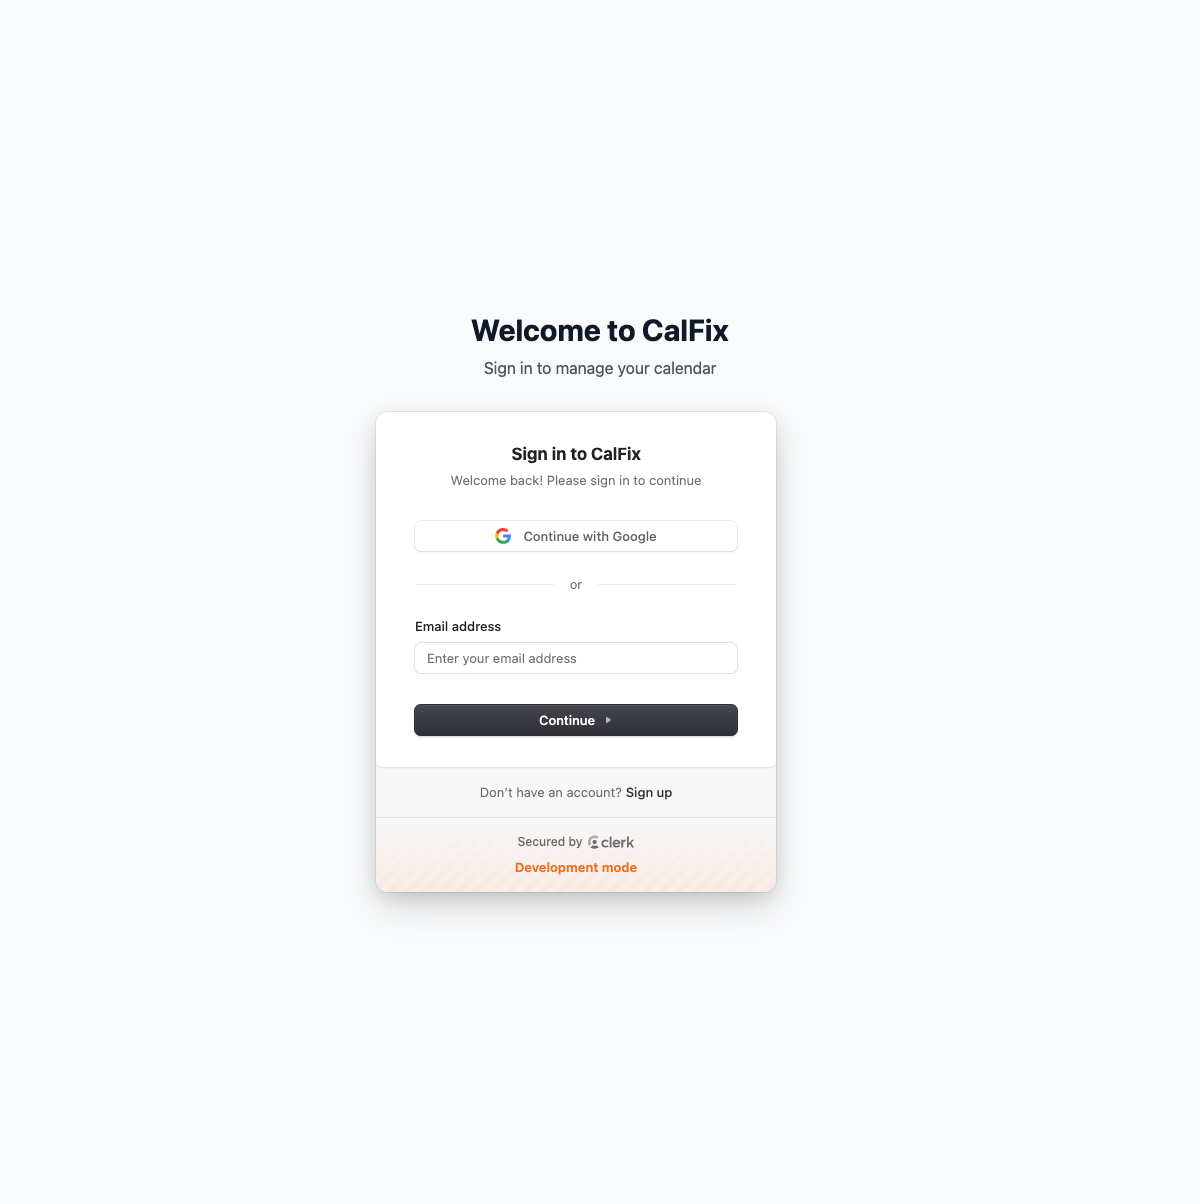 Welcome to CalFix
Sign in to manage your calendar
Sign in to CalFix
Welcome back! Please sign in to continue
Continue with Google
or
Email address
Enter your email address
Continue
Don’t have an account? Sign up
Secured by clerk
Development mode